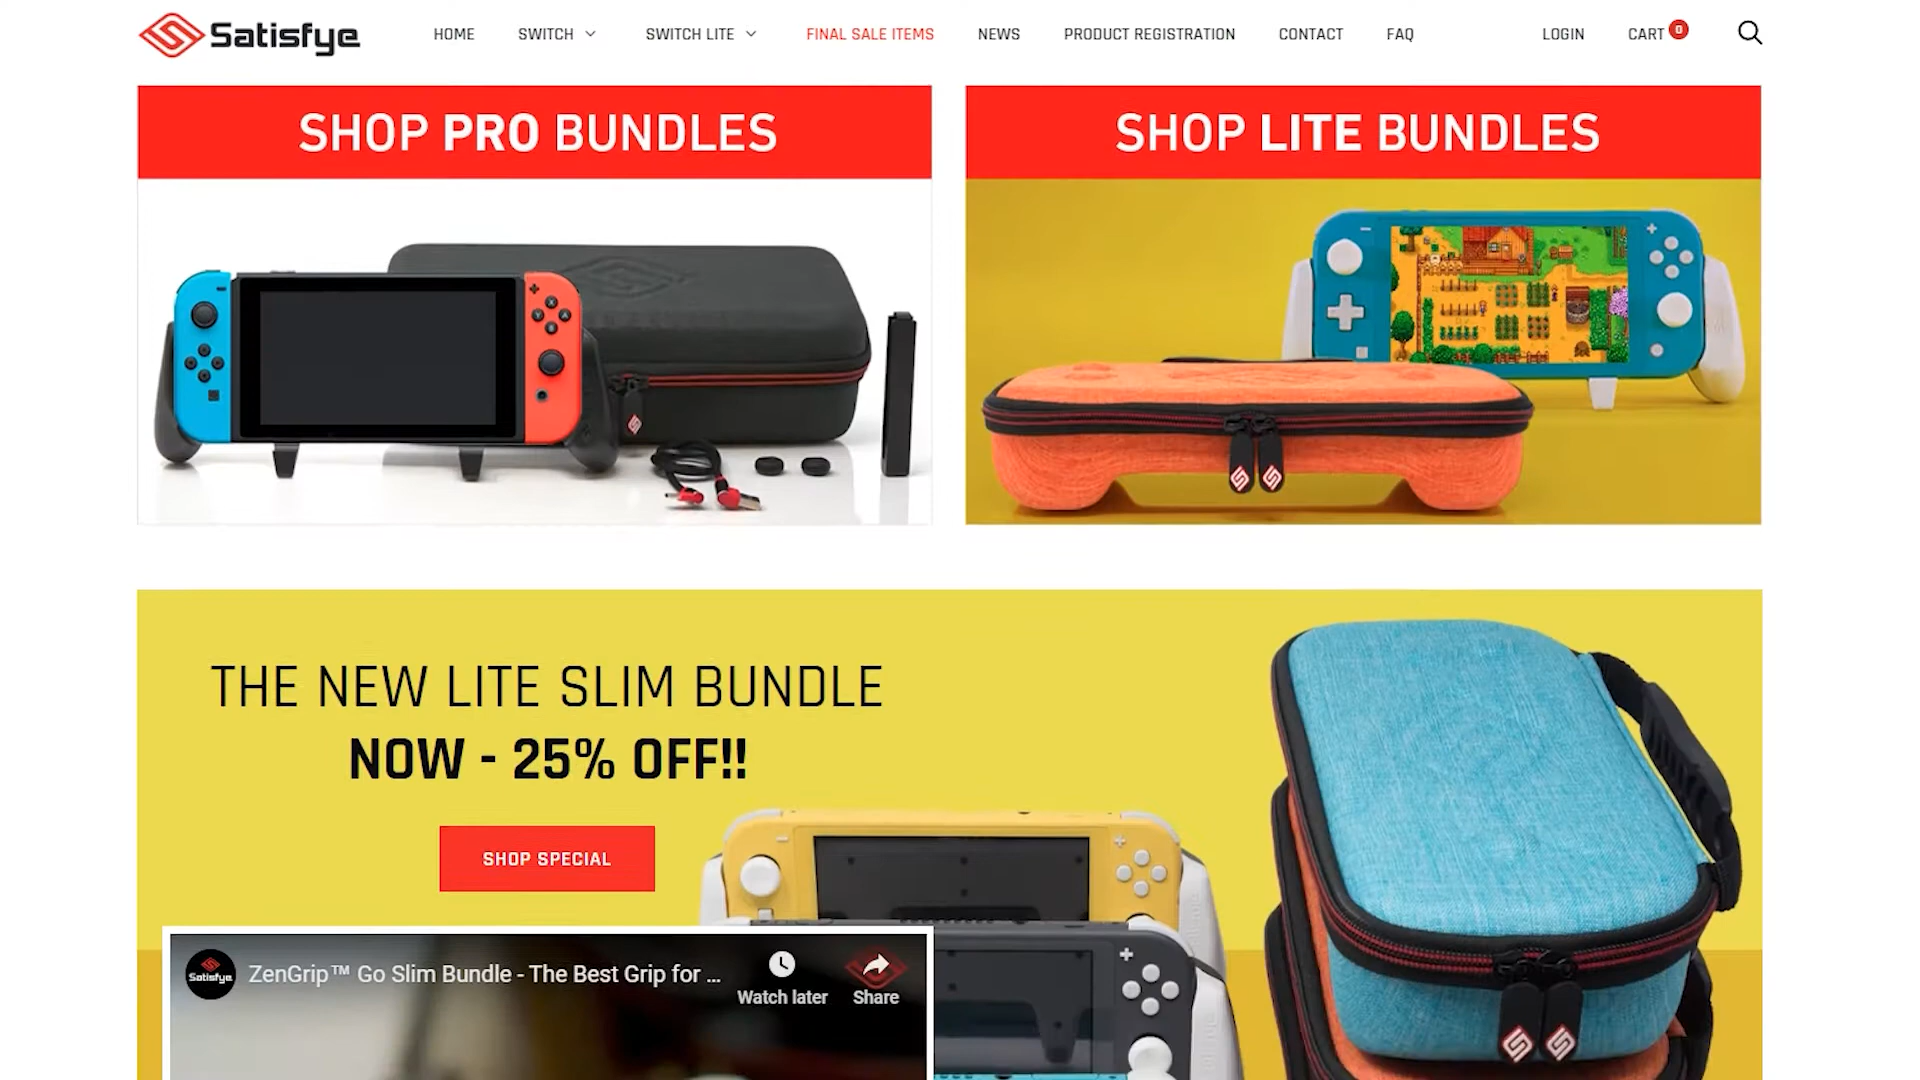 Satisfye
HOME
SWITCH
SWITCH LITE
FINAL SALE ITEMS
NEWS
PRODUCT REGISTRATION
CONTACT
FAQ
LOGIN
CART 0
SHOP PRO BUNDLES
SHOP LITE BUNDLES
X
Y
A
B
THE NEW LITE SLIM BUNDLE
NOW - 25% OFF!!
SHOP SPECIAL
Satisfye
ZenGrip™ Go Slim Bundle - The Best Grip for ...
Watch later
Share